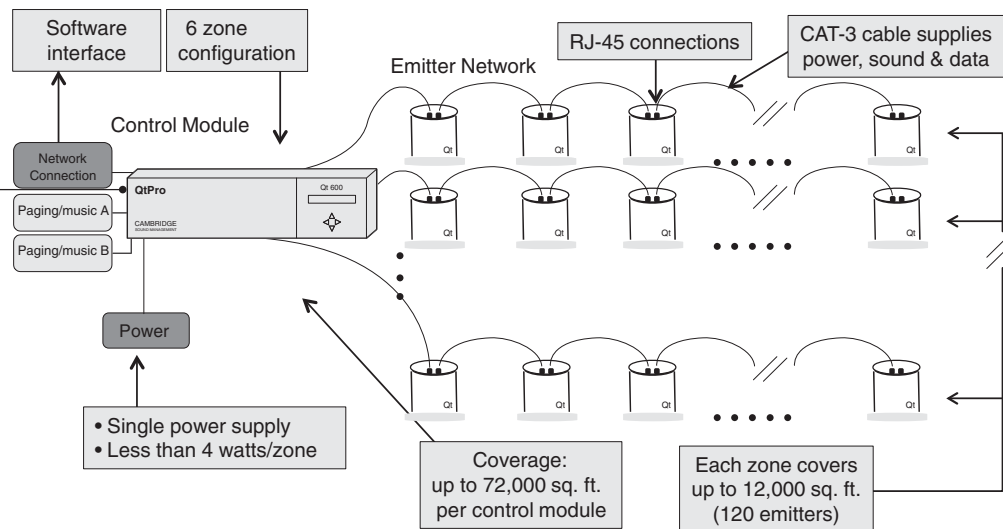 Software
interface
6 zone
configuration
RJ-45 connections
CAT-3 cable supplies
power, sound & data
Emitter Network
Control Module
Network
Connection
QtPro
Qt 600
CAMBRIDGE
SOUND MANAGEMENT
Paging/music A
Paging/music B
Power
Qt
Qt
Qt
Qt
Qt
Qt
Qt
Qt
Qt
Qt
Qt
Qt
• Single power supply
• Less than 4 watts/zone
Coverage:
up to 72,000 sq. ft.
per control module
Each zone covers
up to 12,000 sq. ft.
(120 emitters)